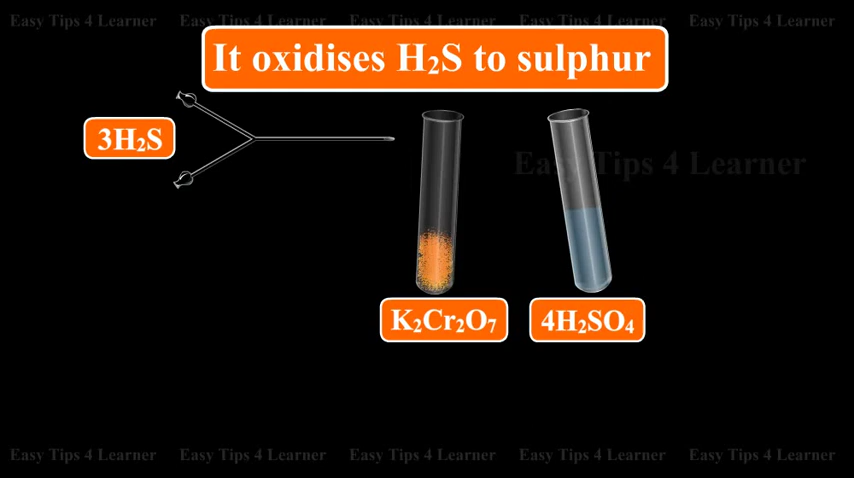 Easy Tips 4 Learner Easy Tips 4 Learner Easy Tips 4 Learner Easy Tips 4 Learner Easy Tips 4 Learner
It oxidises H₂S to sulphur
3H₂S
Easy Tips 4 Learner
K₂Cr₂O₇ 4H₂SO₄
Easy Tips 4 Learner Easy Tips 4 Learner Easy Tips 4 Learner Easy Tips 4 Learner Easy Tips 4 Learner